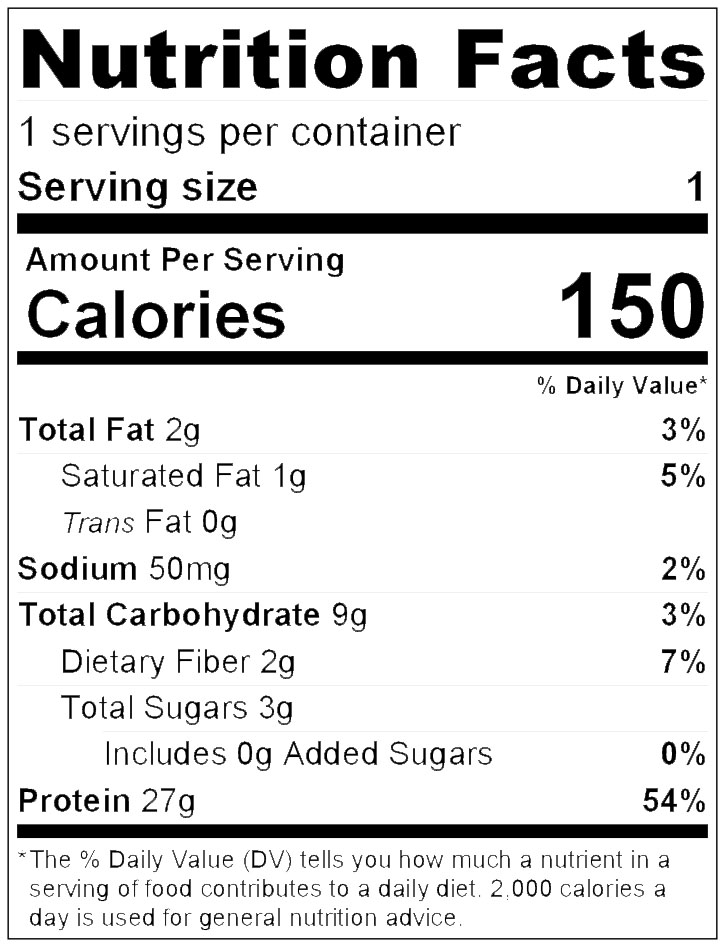 Nutrition Facts
1 servings per container
Serving size 1
Amount Per Serving
Calories 150
% Daily Value*
Total Fat 2g 3%
Saturated Fat 1g 5%
Trans Fat 0g
Sodium 50mg 2%
Total Carbohydrate 9g 3%
Dietary Fiber 2g 7%
Total Sugars 3g
Includes 0g Added Sugars 0%
Protein 27g 54%
*The % Daily Value (DV) tells you how much a nutrient in a
serving of food contributes to a daily diet. 2,000 calories a
day is used for general nutrition advice.